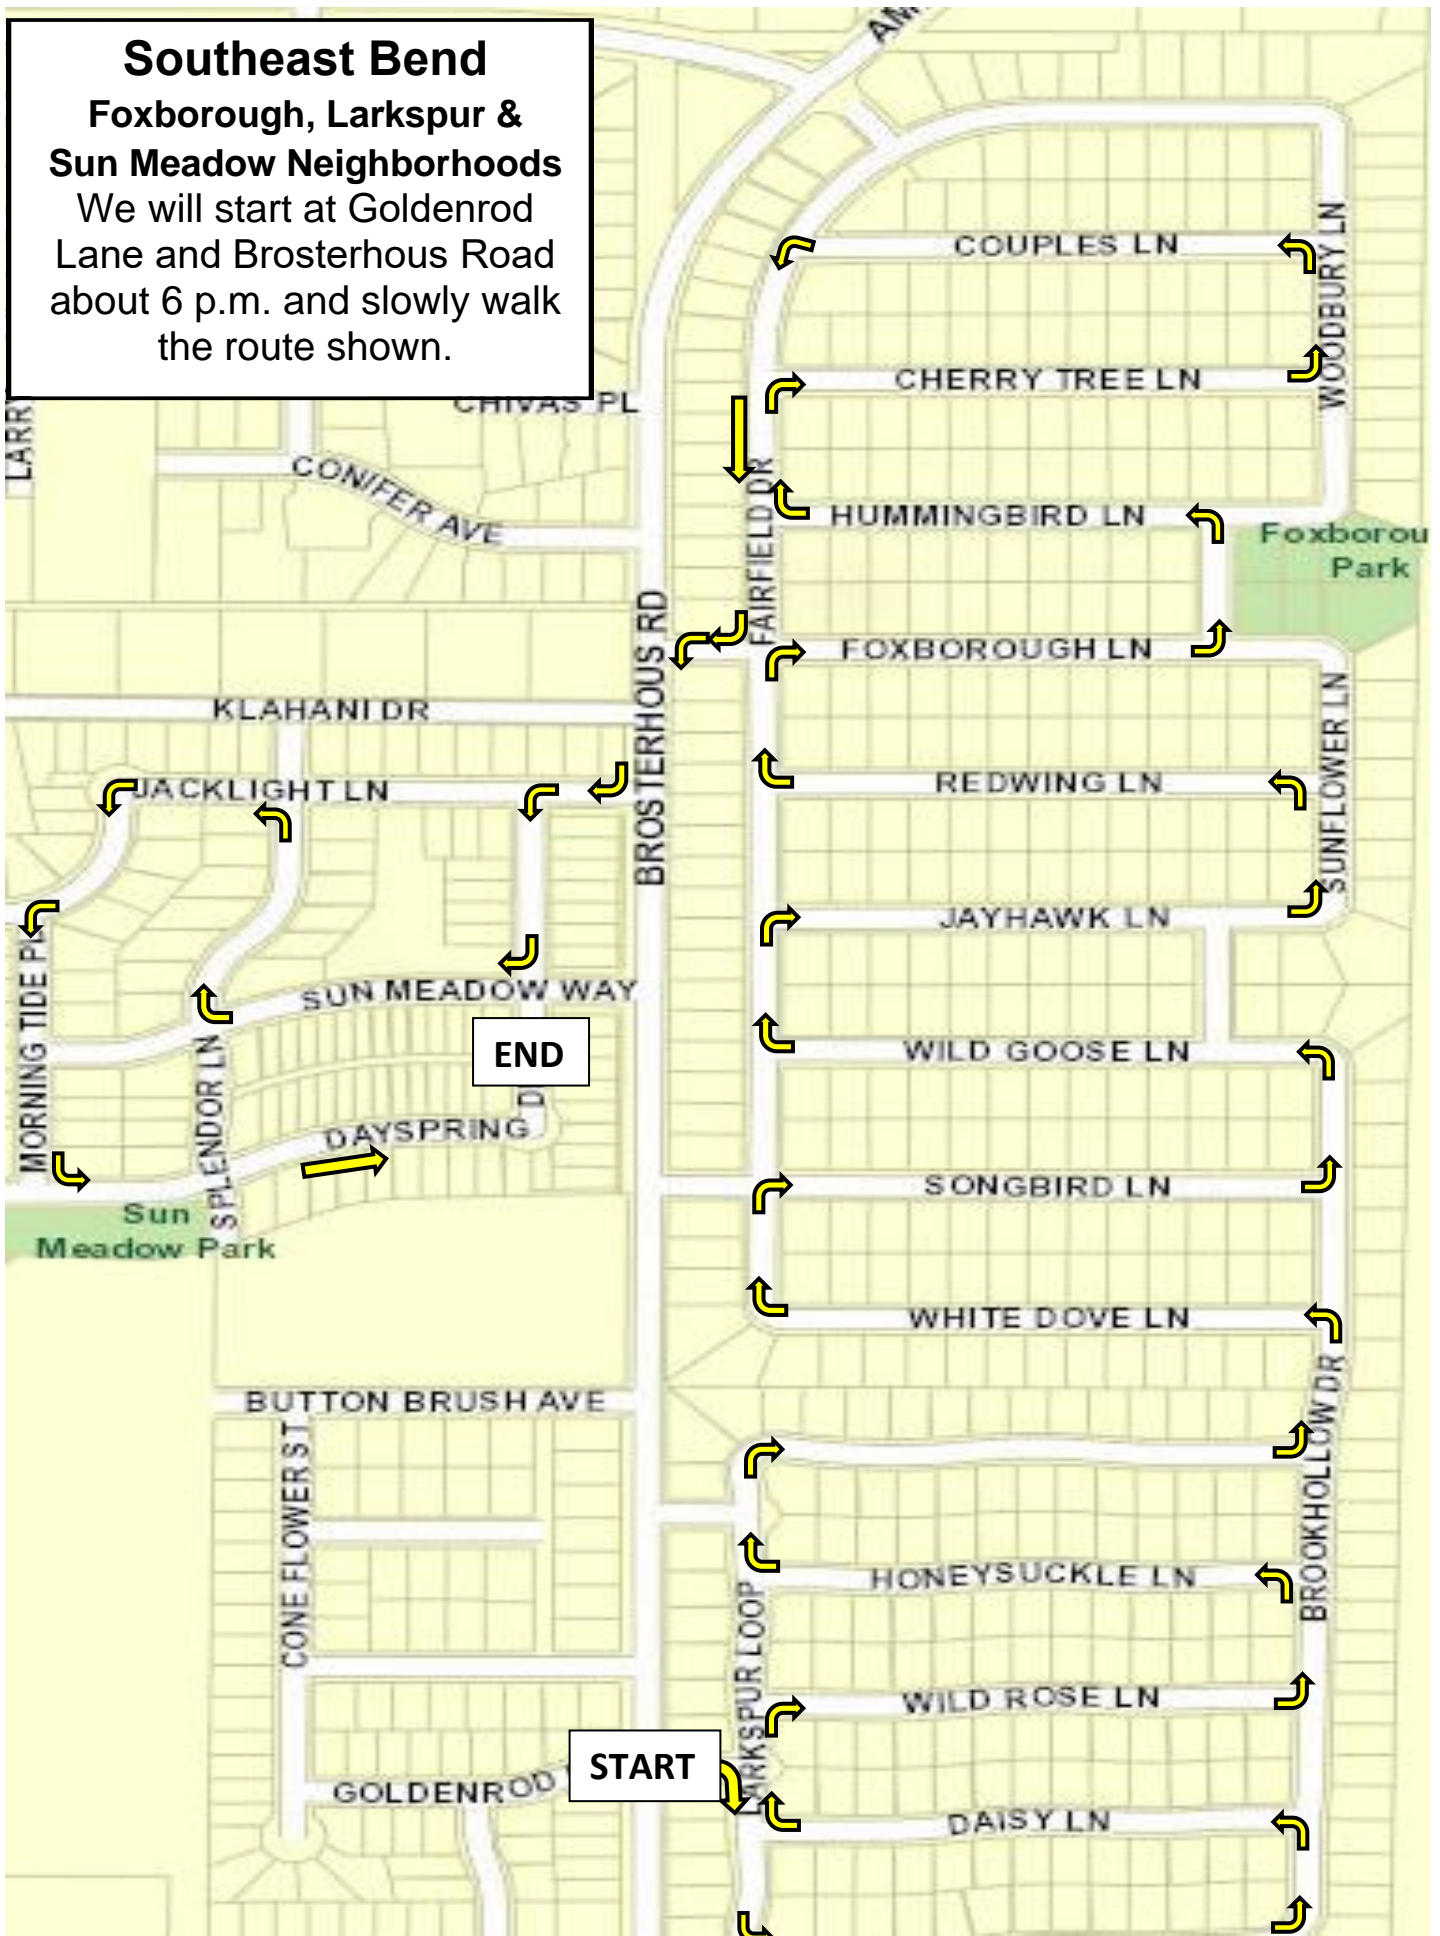 Southeast Bend
Foxborough, Larkspur &
Sun Meadow Neighborhoods
We will start at Goldenrod
Lane and Brosterhous Road
about 6 p.m. and slowly walk
the route shown.
COUPLES LN
WOODBURY LN
CHERRY TREE LN
CHIVAS PL
CONIFER AVE
FAIRFIELD DR
HUMMINGBIRD LN
Foxborou
Park
BROSTERHOUS RD
FOXBOROUGH LN
KLAHANI DR
SUNFLOWER LN
JACKLIGHT LN
REDWING LN
JAYHAWK LN
MORNING TIDE PL
SUN MEADOW WAY
END
WILD GOOSE LN
SPLENDOR LN
DAYSPRING
D
SONGBIRD LN
Sun
Meadow Park
WHITE DOVE LN
BROOKHOLLOW DR
BUTTON BRUSH AVE
CONEFLOWER ST
HONEYSUCKLE LN
LARKSPUR LOOP
WILD ROSE LN
START
GOLDENROD
DAISY LN